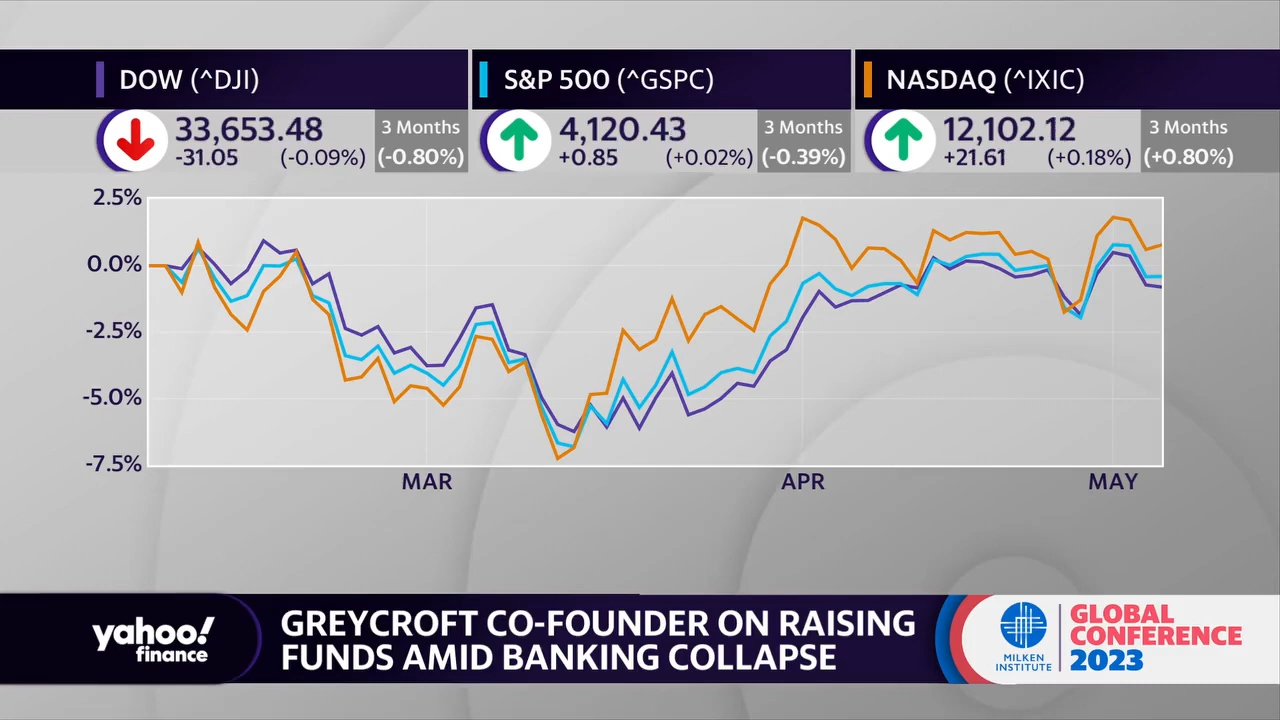 DOW (^DJI)
33,653.48
-31.05 (-0.09%)
3 Months
(-0.80%)
S&P 500 (^GSPC)
4,120.43
+0.85 (+0.02%)
3 Months
(-0.39%)
NASDAQ (^IXIC)
12,102.12
+21.61 (+0.18%)
3 Months
(+0.80%)
2.5%
0.0%
-2.5%
-5.0%
-7.5%
MAR APR MAY
yahoo!
finance
GREYCROFT CO-FOUNDER ON RAISING
FUNDS AMID BANKING COLLAPSE
MILKEN
INSTITUTE
GLOBAL
CONFERENCE
2023